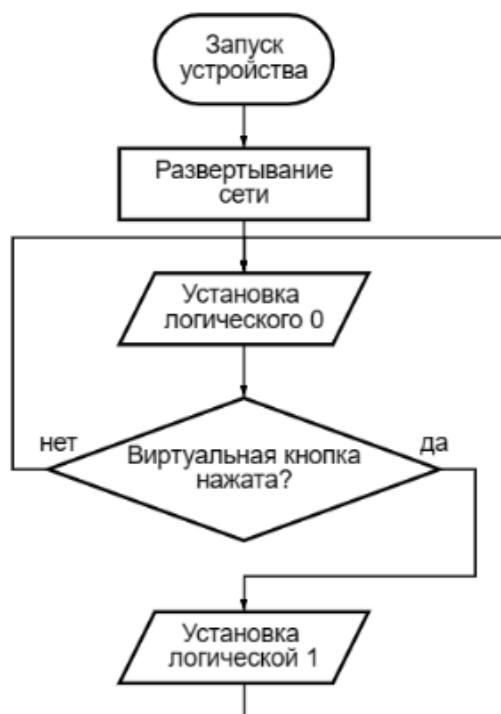 Запуск
устройства
Развертывание
сети
Установка
логического 0
нет
да
Виртуальная кнопка
нажата?
Установка
логической 1